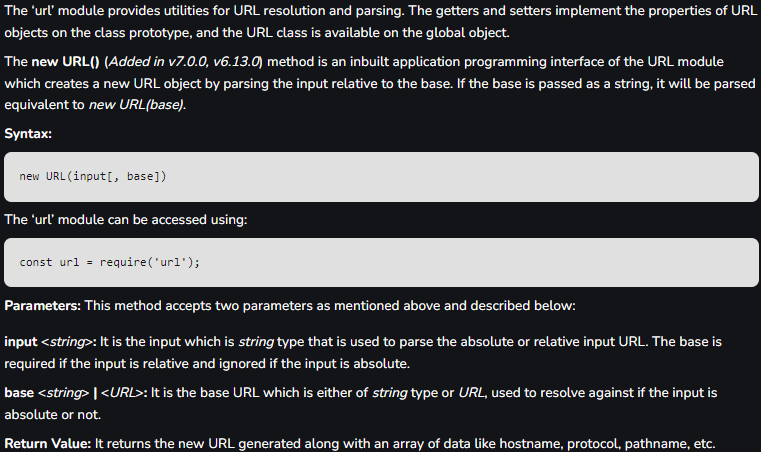 The 'url' module provides utilities for URL resolution and parsing. The getters and setters implement the properties of URL
objects on the class prototype, and the URL class is available on the global object.
The new URL() (Added in v7.0.0, v6.13.0) method is an inbuilt application programming interface of the URL module
which creates a new URL object by parsing the input relative to the base. If the base is passed as a string, it will be parsed
equivalent to new URL(base).
Syntax:
new URL(input[, base])
The 'url' module can be accessed using:
const url = require('url');
Parameters: This method accepts two parameters as mentioned above and described below:
input <string>: It is the input which is string type that is used to parse the absolute or relative input URL. The base is
required if the input is relative and ignored if the input is absolute.
base <string> | <URL>: It is the base URL which is either of string type or URL, used to resolve against if the input is
absolute or not.
Return Value: It returns the new URL generated along with an array of data like hostname, protocol, pathname, etc.